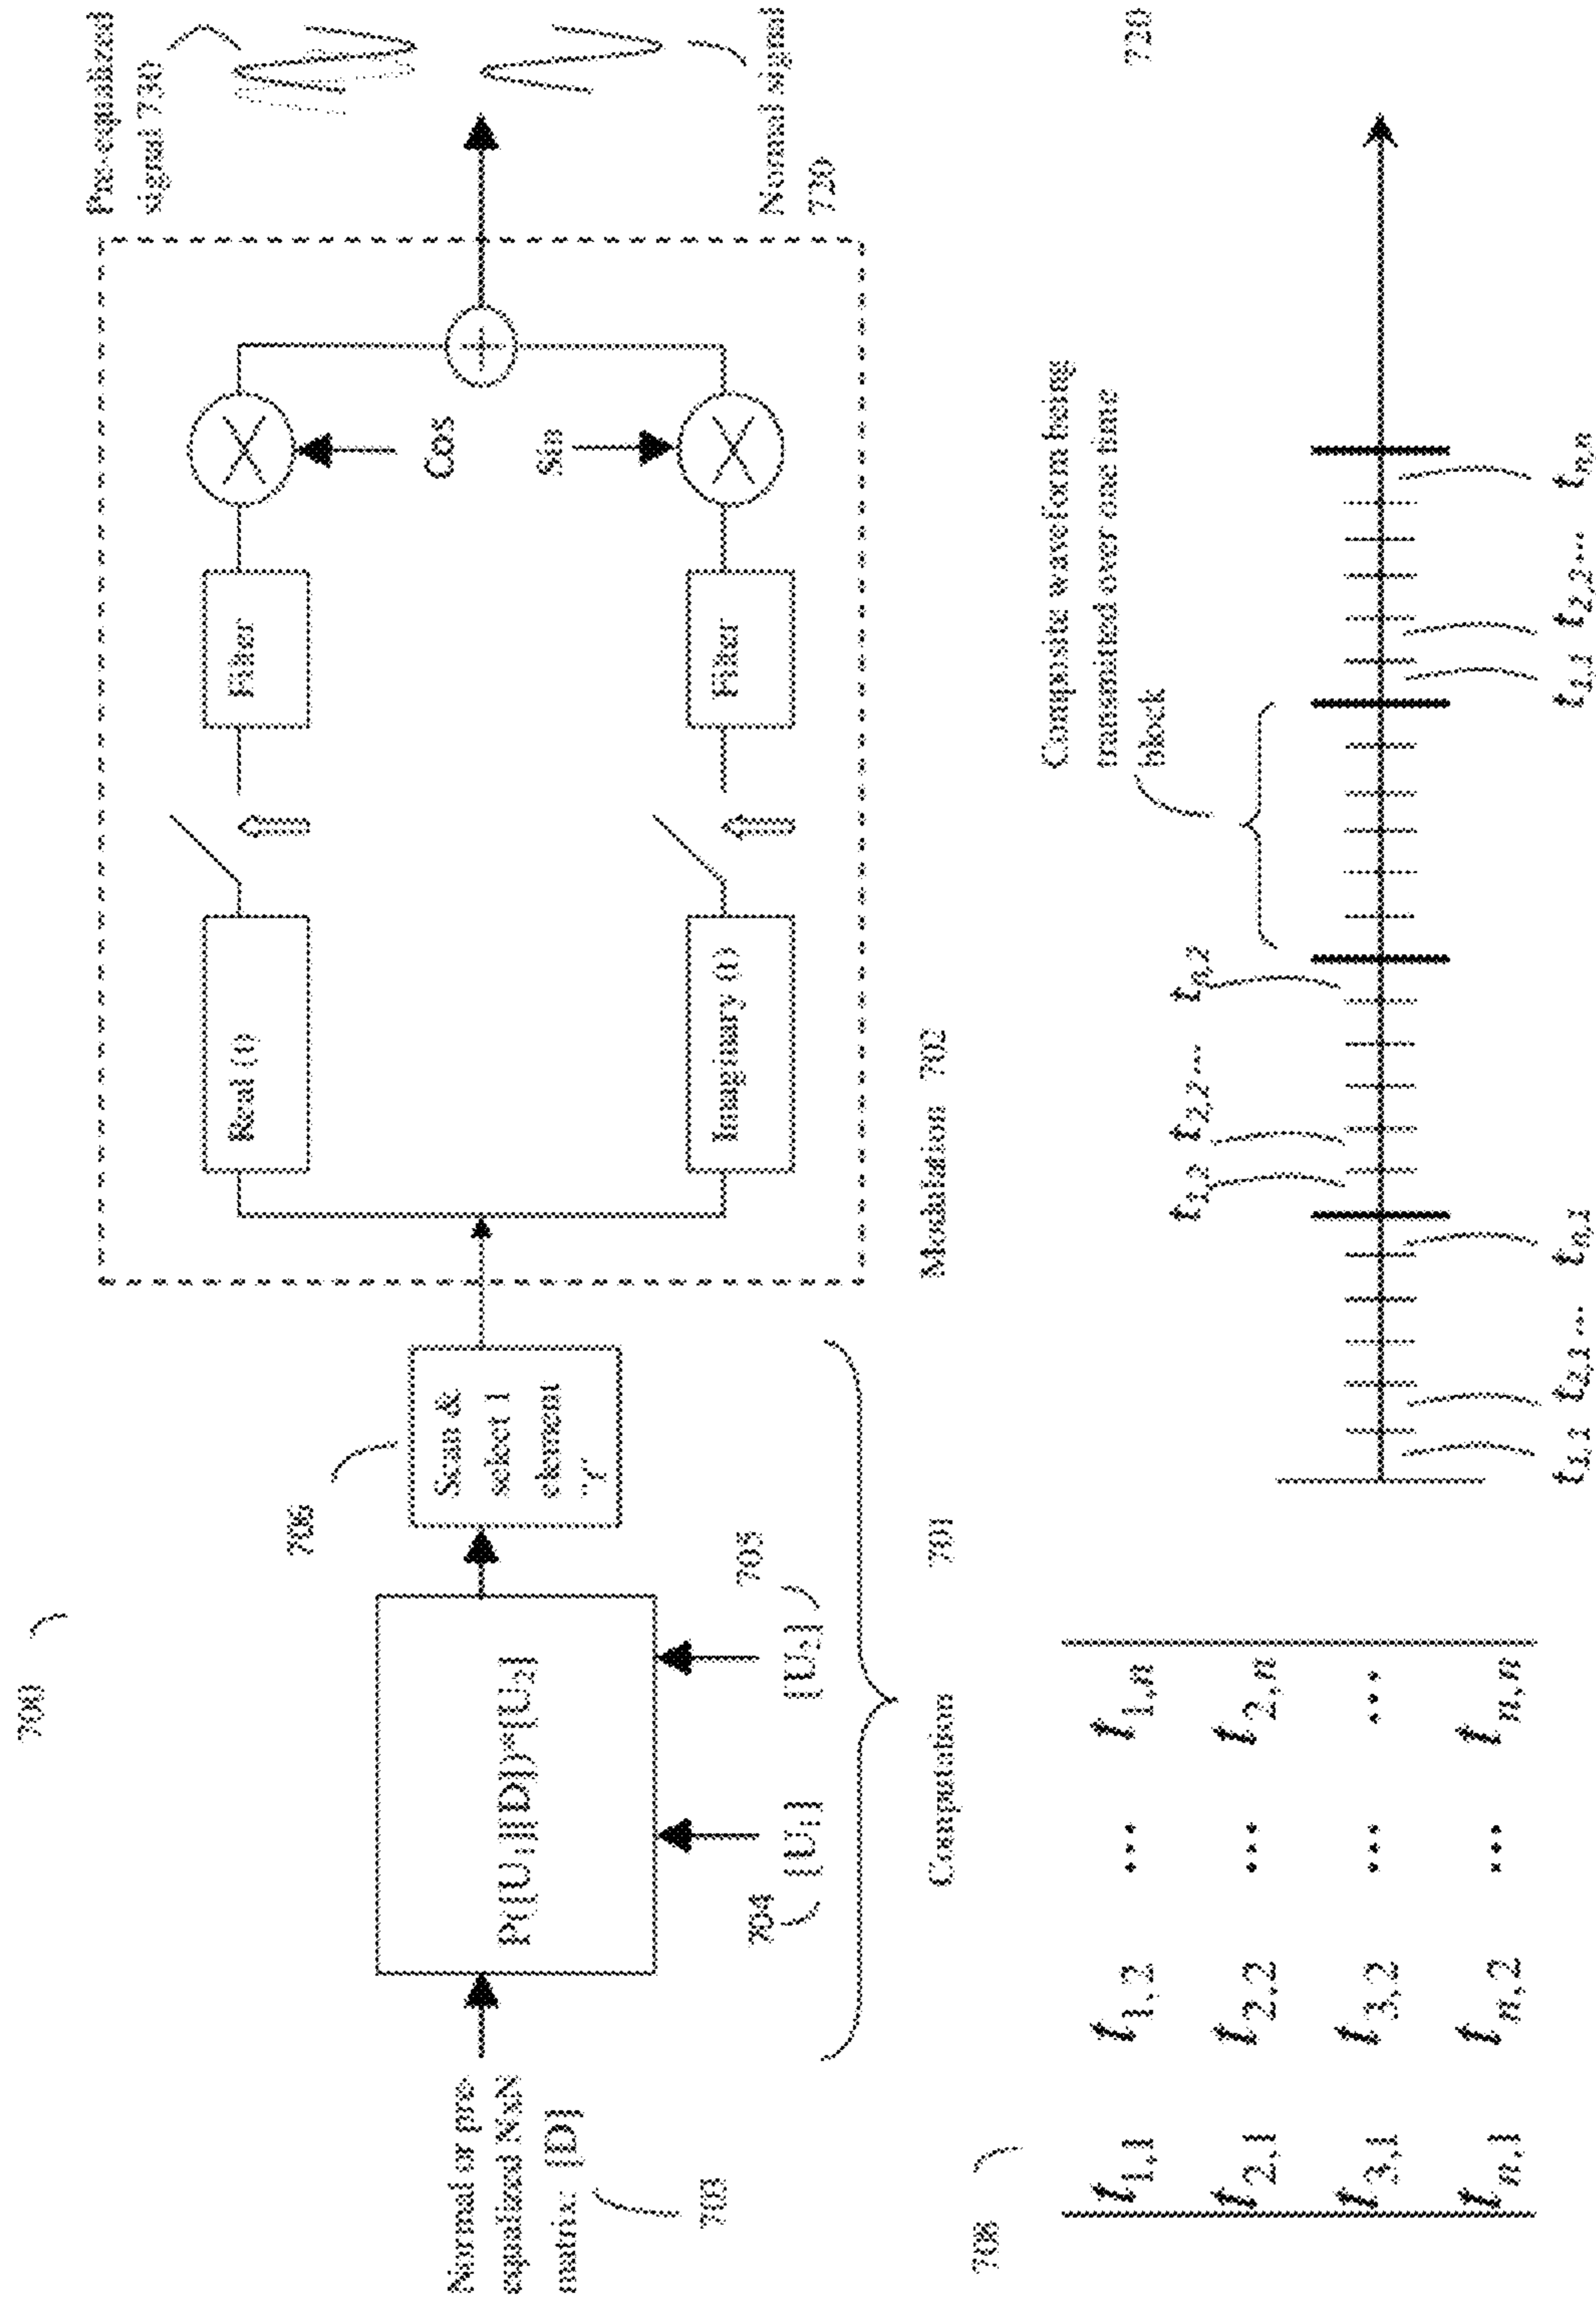 700
Normal or pre-
equalized NxN
matrix [D]
703
P([U₁][D])*[U₂]
704
[U₁]
[U₂]
705
Computation 701
706
Scan &
select 1
element
"t"
Real (t)
Imaginary (t)
Filter
Filter
Cos
Sin
Modulation 702
Pre-equalized
signal 730
Normal signal
720
708
t1,1 t1,2 ... t1,n
t2,1 t2,2 ... t2,n
t3,1 t3,2 ... ...
tn,1 tn,2 ... tn,n
710
Composite waveform being
transmitted over one time
block
t1,2 t2,2... tn,2
t1,1 t2,1... tn,1
t1,1 t2,2... tn,n